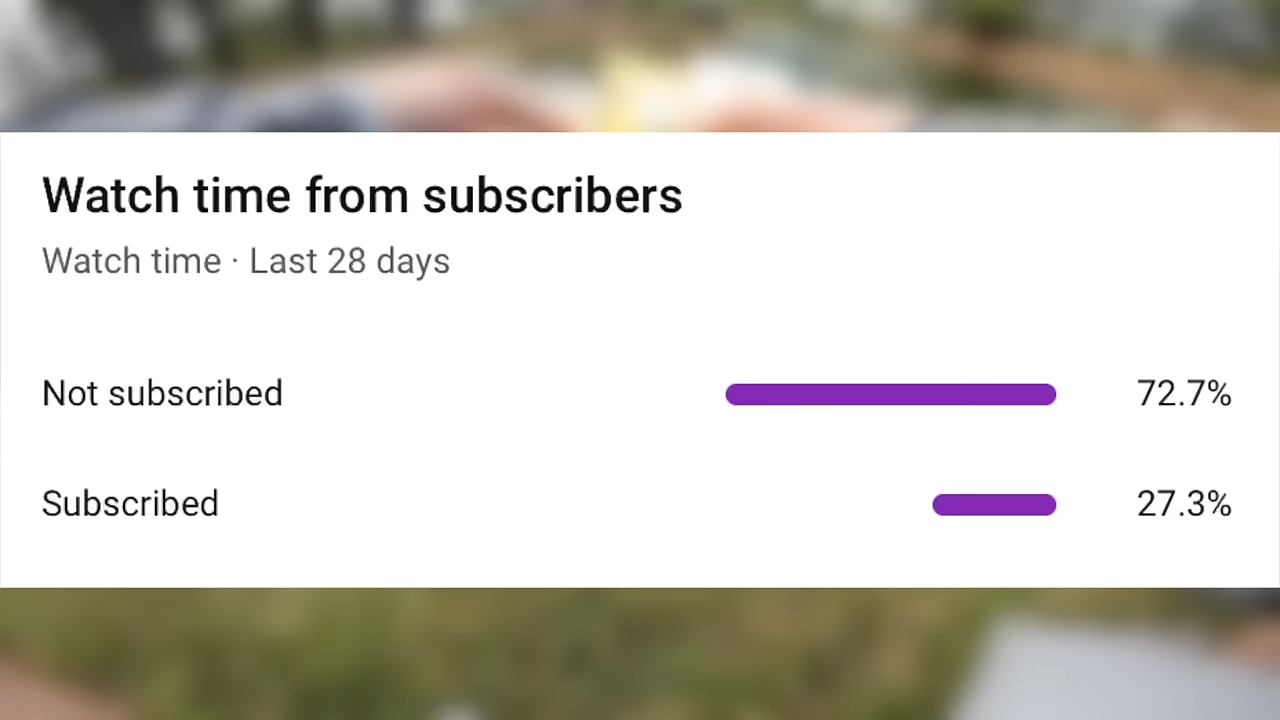 Watch time from subscribers
Watch time · Last 28 days
Not subscribed 72.7%
Subscribed 27.3%